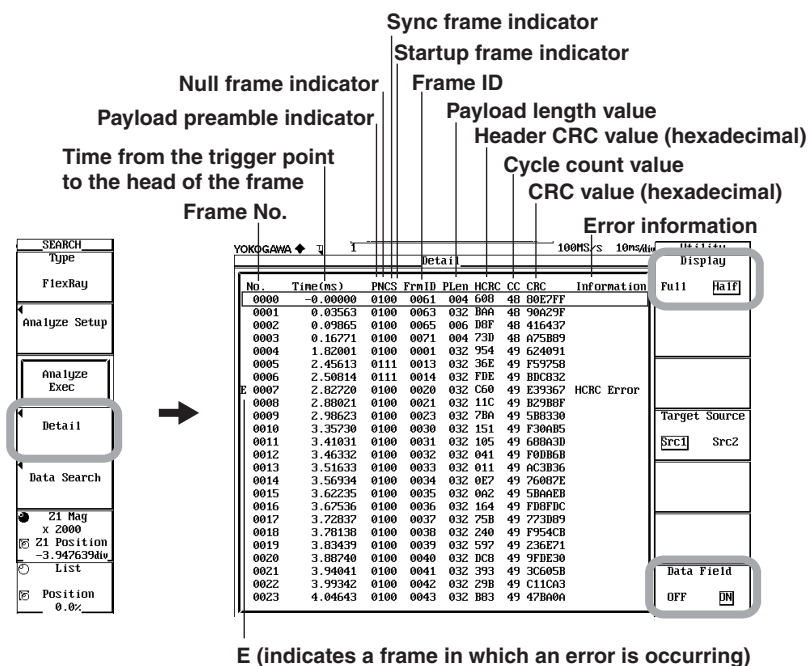 Sync frame indicator
Startup frame indicator
Null frame indicator
Frame ID
Payload preamble indicator
Payload length value
Header CRC value (hexadecimal)
Time from the trigger point
to the head of the frame
Cycle count value
CRC value (hexadecimal)
Frame No.
Error information
SEARCH
Type
FlexRay
Analyze Setup
Analyze
Exec
Detail
Data Search
Z1 Mag
x 2000
Z1 Position
-3.947639div
List
Position
0.0%
YOKOGAWA ◆ 1 100MS/s 10ms/div
Detail
No. Time(ms) PNCS FrmID PLen HCRC CC CRC Information
0000 -0.00000 0100 0061 004 608 48 80E7FF
0001 0.03563 0100 0063 032 BAA 48 90A29F
0002 0.09865 0100 0065 006 D8F 48 416437
0003 0.16771 0100 0071 004 73D 48 A75B89
0004 1.82001 0100 0001 032 954 49 624091
0005 2.45613 0111 0013 032 36E 49 F59758
0006 2.50814 0111 0014 032 FDE 49 BDC832
E 0007 2.82720 0100 0020 032 C60 49 E39367 HCRC Error
0008 2.88021 0100 0021 032 11C 49 B29B8F
0009 2.98623 0100 0023 032 7BA 49 5B8330
0010 3.35730 0100 0030 032 151 49 F30AB5
0011 3.41031 0100 0031 032 105 49 688A3D
0012 3.46332 0100 0032 032 041 49 F0DB6B
0013 3.51633 0100 0033 032 011 49 AC3B36
0014 3.56934 0100 0034 032 0E7 49 76087E
0015 3.62235 0100 0035 032 0A2 49 5BAAEB
0016 3.67536 0100 0036 032 164 49 FD8FDC
0017 3.72837 0100 0037 032 75B 49 773D89
0018 3.78138 0100 0038 032 240 49 F954CB
0019 3.83439 0100 0039 032 597 49 236E71
0020 3.88740 0100 0040 032 DC8 49 9FDE30
0021 3.94041 0100 0041 032 393 49 3C605B
0022 3.99342 0100 0042 032 29B 49 C11CA3
0023 4.04643 0100 0043 032 B83 49 47BA0A
Utility
Display
Full Half
Target Source
Src1 Src2
Data Field
OFF ON
E (indicates a frame in which an error is occurring)